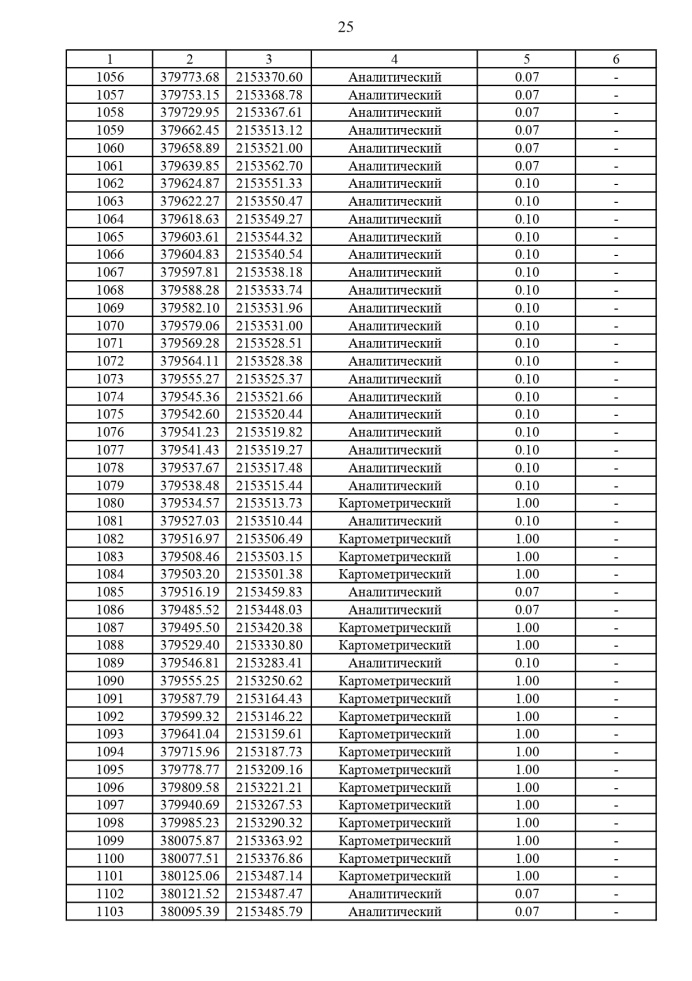 25
1 2 3 4 5 6
1056 379773.68 2153370.60 Аналитический 0.07 -
1057 379753.15 2153368.78 Аналитический 0.07 -
1058 379729.95 2153367.61 Аналитический 0.07 -
1059 379662.45 2153513.12 Аналитический 0.07 -
1060 379658.89 2153521.00 Аналитический 0.07 -
1061 379639.85 2153562.70 Аналитический 0.07 -
1062 379624.87 2153551.33 Аналитический 0.10 -
1063 379622.27 2153550.47 Аналитический 0.10 -
1064 379618.63 2153549.27 Аналитический 0.10 -
1065 379603.61 2153544.32 Аналитический 0.10 -
1066 379604.83 2153540.54 Аналитический 0.10 -
1067 379597.81 2153538.18 Аналитический 0.10 -
1068 379588.28 2153533.74 Аналитический 0.10 -
1069 379582.10 2153531.96 Аналитический 0.10 -
1070 379579.06 2153531.00 Аналитический 0.10 -
1071 379569.28 2153528.51 Аналитический 0.10 -
1072 379564.11 2153528.38 Аналитический 0.10 -
1073 379555.27 2153525.37 Аналитический 0.10 -
1074 379545.36 2153521.66 Аналитический 0.10 -
1075 379542.60 2153520.44 Аналитический 0.10 -
1076 379541.23 2153519.82 Аналитический 0.10 -
1077 379541.43 2153519.27 Аналитический 0.10 -
1078 379537.67 2153517.48 Аналитический 0.10 -
1079 379538.48 2153515.44 Аналитический 0.10 -
1080 379534.57 2153513.73 Картометрический 1.00 -
1081 379527.03 2153510.44 Аналитический 0.10 -
1082 379516.97 2153506.49 Картометрический 1.00 -
1083 379508.46 2153503.15 Картометрический 1.00 -
1084 379503.20 2153501.38 Картометрический 1.00 -
1085 379516.19 2153459.83 Аналитический 0.07 -
1086 379485.52 2153448.03 Аналитический 0.07 -
1087 379495.50 2153420.38 Картометрический 1.00 -
1088 379529.40 2153330.80 Картометрический 1.00 -
1089 379546.81 2153283.41 Аналитический 0.10 -
1090 379555.25 2153250.62 Картометрический 1.00 -
1091 379587.79 2153164.43 Картометрический 1.00 -
1092 379599.32 2153146.22 Картометрический 1.00 -
1093 379641.04 2153159.61 Картометрический 1.00 -
1094 379715.96 2153187.73 Картометрический 1.00 -
1095 379778.77 2153209.16 Картометрический 1.00 -
1096 379809.58 2153221.21 Картометрический 1.00 -
1097 379940.69 2153267.53 Картометрический 1.00 -
1098 379985.23 2153290.32 Картометрический 1.00 -
1099 380075.87 2153363.92 Картометрический 1.00 -
1100 380077.51 2153376.86 Картометрический 1.00 -
1101 380125.06 2153487.14 Картометрический 1.00 -
1102 380121.52 2153487.47 Аналитический 0.07 -
1103 380095.39 2153485.79 Аналитический 0.07 -